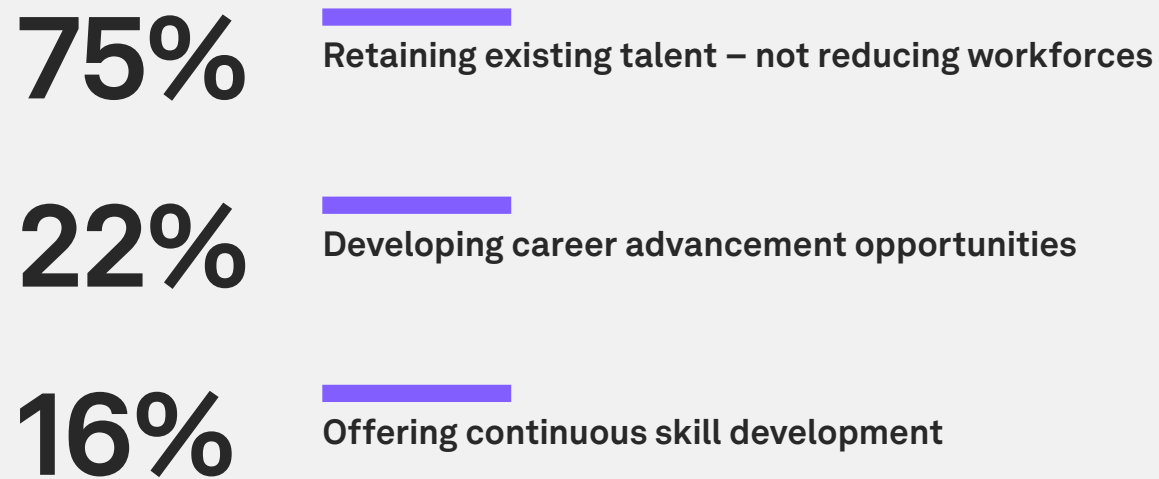 75%
Retaining existing talent – not reducing workforces
22%
Developing career advancement opportunities
16%
Offering continuous skill development